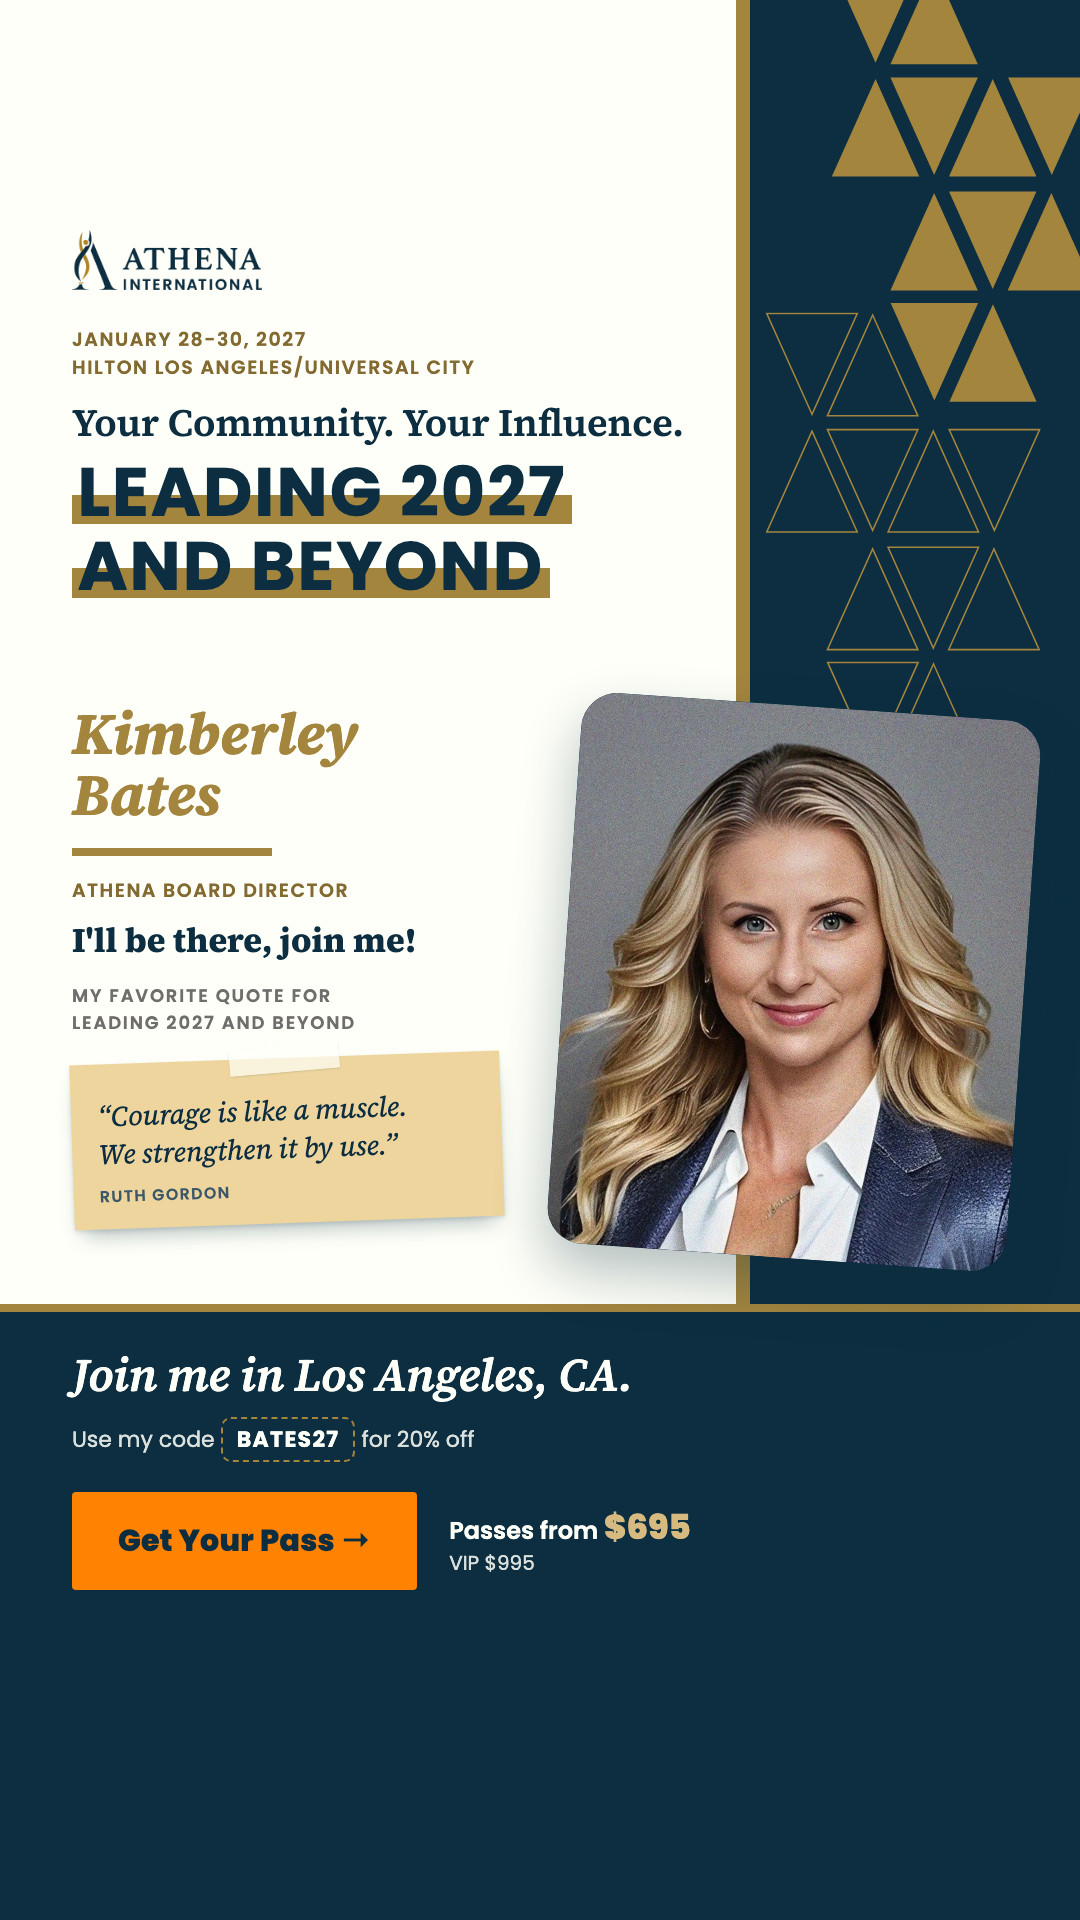 ATHENA
INTERNATIONAL
JANUARY 28-30, 2027
HILTON LOS ANGELES/UNIVERSAL CITY
Your Community. Your Influence.
LEADING 2027
AND BEYOND
Kimberley
Bates
ATHENA BOARD DIRECTOR
I'll be there, join me!
MY FAVORITE QUOTE FOR
LEADING 2027 AND BEYOND
“Courage is like a muscle.
We strengthen it by use.”
RUTH GORDON
Join me in Los Angeles, CA.
Use my code BATES27 for 20% off
Get Your Pass →
Passes from $695
VIP $995